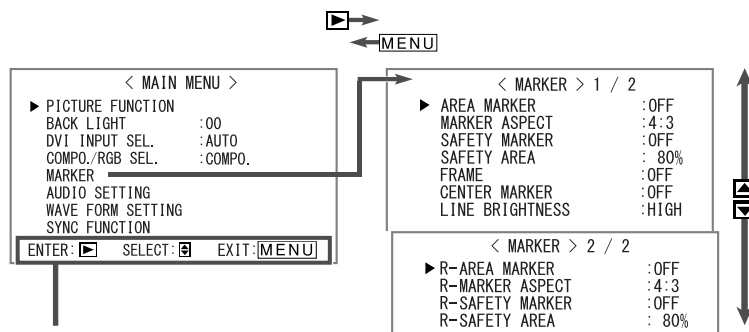 ▶
MENU
< MAIN MENU >
▶ PICTURE FUNCTION
BACK LIGHT :00
DVI INPUT SEL. :AUTO
COMPO./RGB SEL. :COMPO.
MARKER
AUDIO SETTING
WAVE FORM SETTING
SYNC FUNCTION
ENTER:▶ SELECT:⬍ EXIT:MENU
< MARKER > 1 / 2
▶ AREA MARKER :OFF
MARKER ASPECT :4:3
SAFETY MARKER :OFF
SAFETY AREA : 80%
FRAME :OFF
CENTER MARKER :OFF
LINE BRIGHTNESS :HIGH
< MARKER > 2 / 2
▶R-AREA MARKER :OFF
R-MARKER ASPECT :4:3
R-SAFETY MARKER :OFF
R-SAFETY AREA : 80%
▲
▼